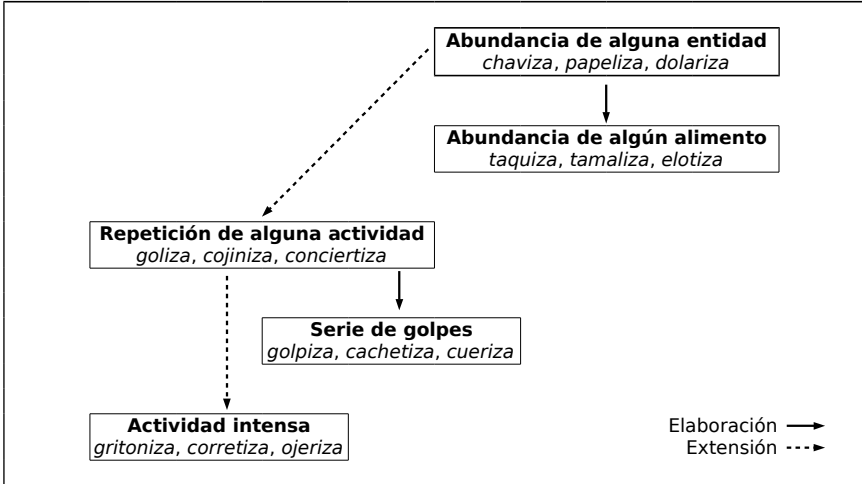 Abundancia de alguna entidad
chaviza, papeliza, dolariza
Abundancia de algún alimento
taquiza, tamaliza, elotiza
Repetición de alguna actividad
goliza, cojiniza, conciertiza
Serie de golpes
golpiza, cachetiza, cueriza
Actividad intensa
gritoniza, corretiza, ojeriza
Elaboración
Extensión